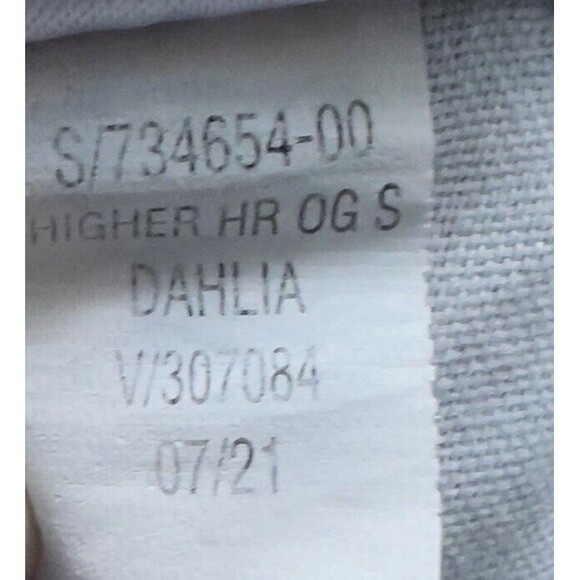 S/734654-00
HIGHER HR OG S
DAHLIA
V/307084
07/21